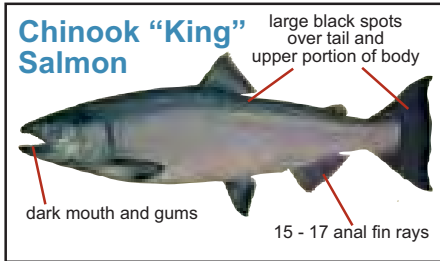 Chinook “King”
Salmon
large black spots
over tail and
upper portion of body
dark mouth and gums
15 - 17 anal fin rays